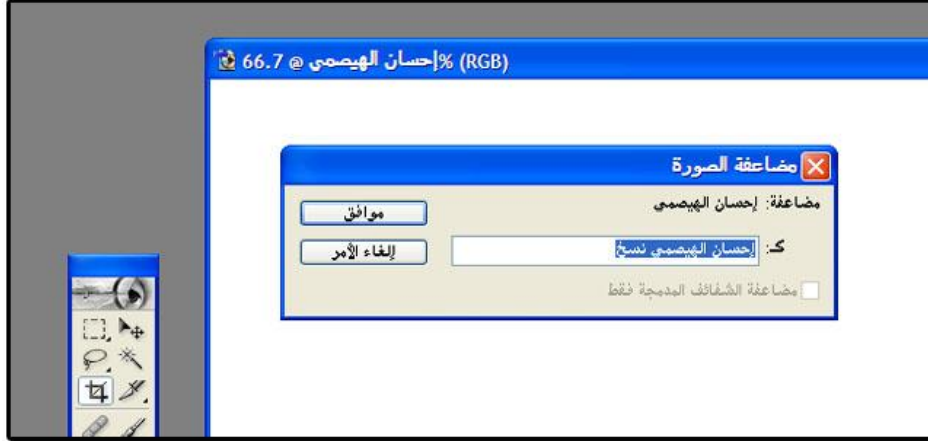 إحسان الهيصمي @ 66.7% (RGB)
مضاعفة الصورة
مضاعفة: إحسان الهيصمي
موافق
كـ: إحسان الهيصمي نسخ
إلغاء الأمر
مضاعفة الشفائف المدمجة فقط